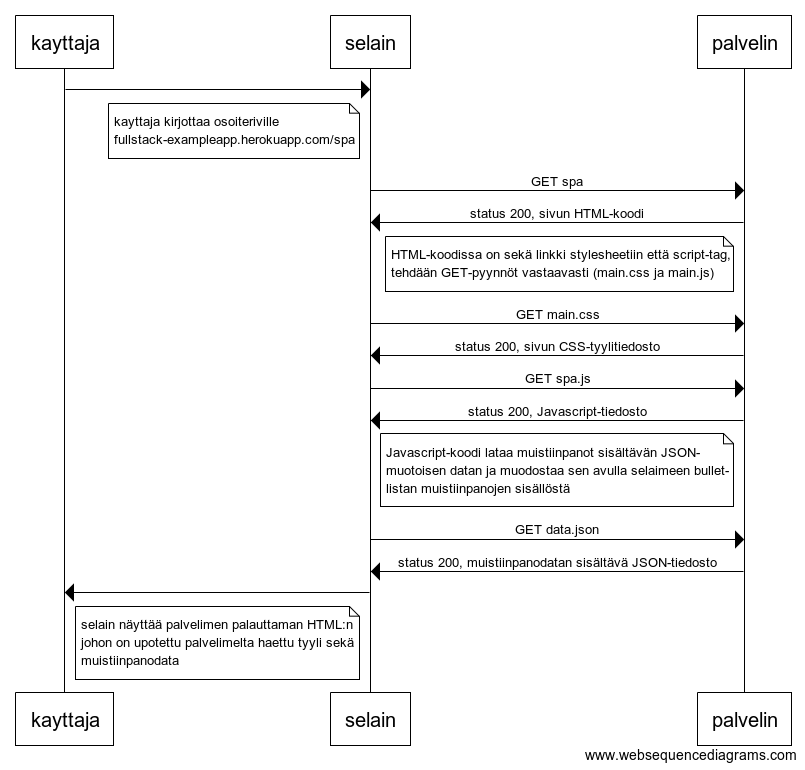 kayttaja
selain
palvelin
kayttaja kirjottaa osoiteriville
fullstack-exampleapp.herokuapp.com/spa
GET spa
status 200, sivun HTML-koodi
HTML-koodissa on sekä linkki stylesheetiin että script-tag,
tehdään GET-pyynnöt vastaavasti (main.css ja main.js)
GET main.css
status 200, sivun CSS-tyylitiedosto
GET spa.js
status 200, Javascript-tiedosto
Javascript-koodi lataa muistiinpanot sisältävän JSON-
muotoisen datan ja muodostaa sen avulla selaimeen bullet-
listan muistiinpanojen sisällöstä
GET data.json
status 200, muistiinpanodatan sisältävä JSON-tiedosto
selain näyttää palvelimen palauttaman HTML:n
johon on upotettu palvelimelta haettu tyyli sekä
muistiinpanodata
kayttaja
selain
palvelin
www.websequencediagrams.com